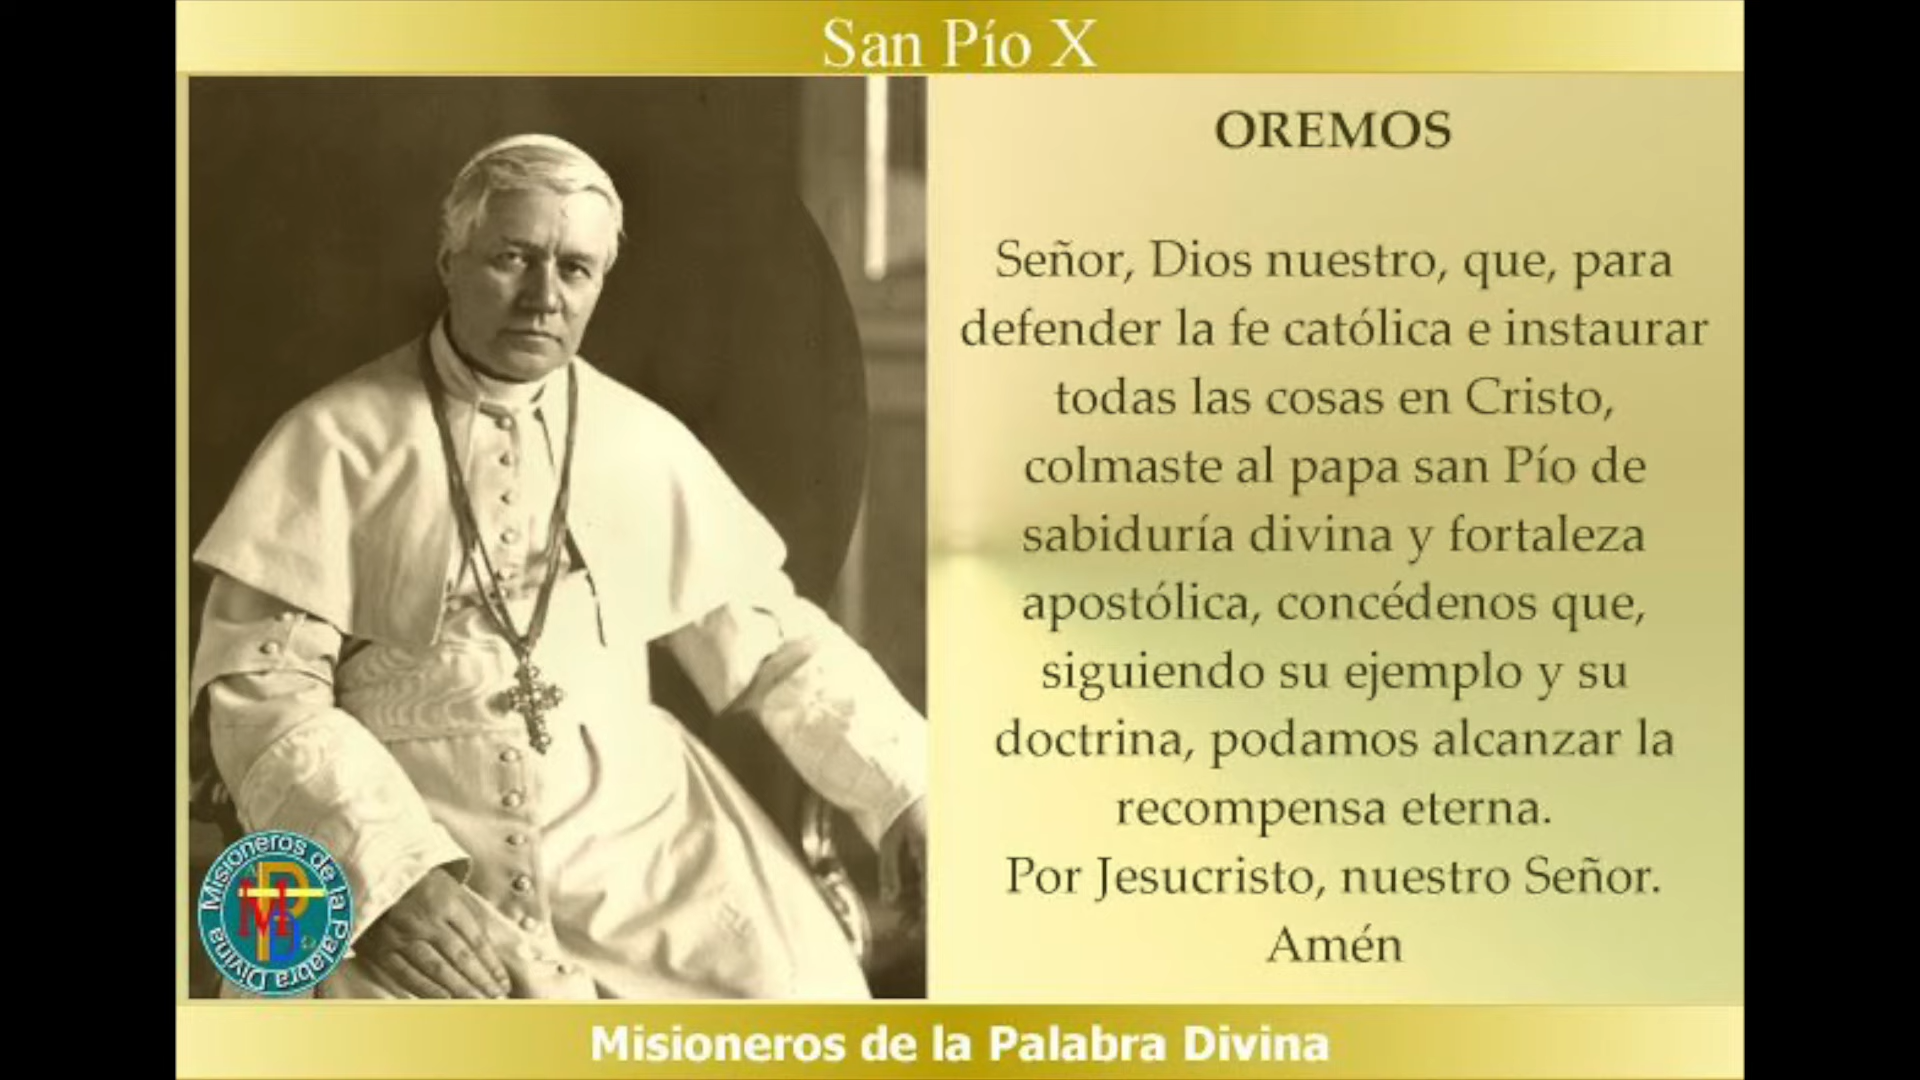 San Pío X
OREMOS
Señor, Dios nuestro, que, para
defender la fe católica e instaurar
todas las cosas en Cristo,
colmaste al papa san Pío de
sabiduría divina y fortaleza
apostólica, concédenos que,
siguiendo su ejemplo y su
doctrina, podamos alcanzar la
recompensa eterna.
Por Jesucristo, nuestro Señor.
Amén
Misioneros de la Palabra Divina
MPD
Misioneros de la Palabra Divina